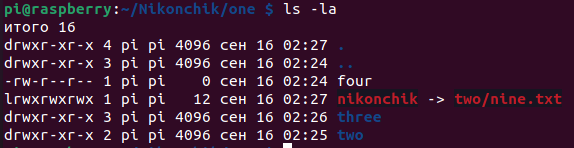 pi@raspberry:~/Nikonchik/one $ ls -la
итого 16
drwxr-xr-x 4 pi pi 4096 сен 16 02:27 .
drwxr-xr-x 3 pi pi 4096 сен 16 02:24 ..
-rw-r--r-- 1 pi pi    0 сен 16 02:24 four
lrwxrwxrwx 1 pi pi   12 сен 16 02:27 nikonchik -> two/nine.txt
drwxr-xr-x 3 pi pi 4096 сен 16 02:26 three
drwxr-xr-x 2 pi pi 4096 сен 16 02:25 two